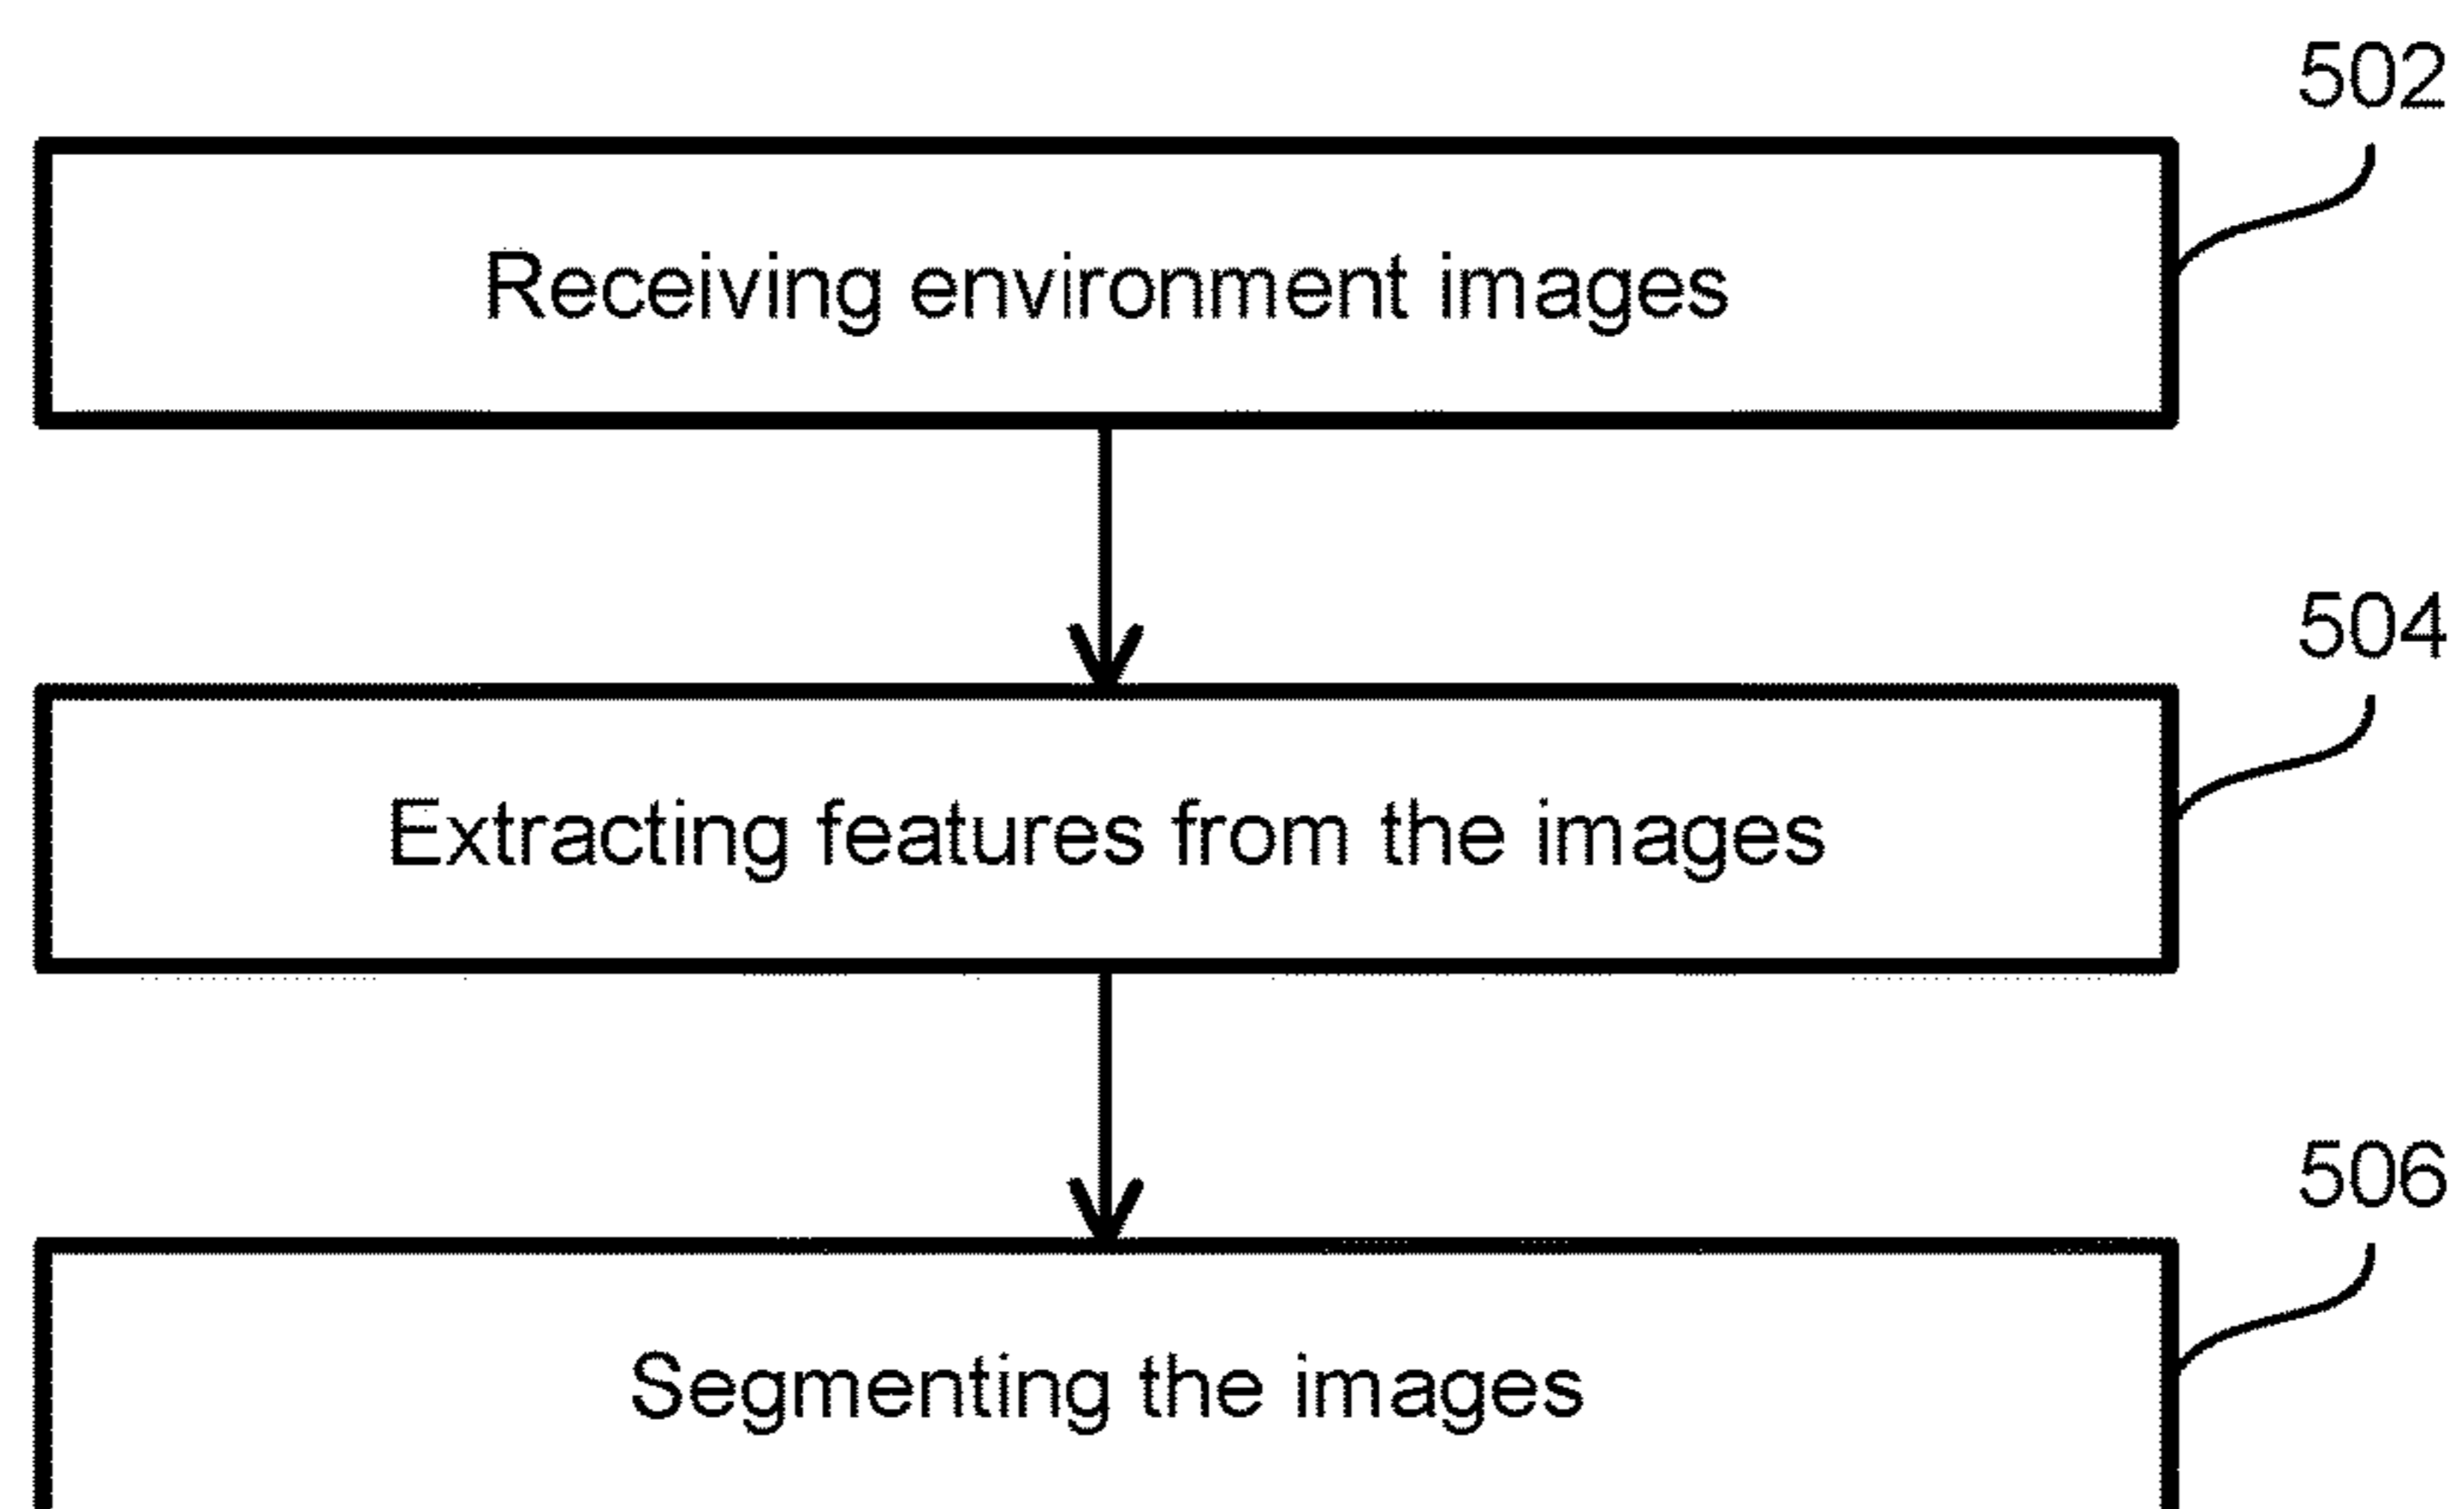 502
Receiving environment images
504
Extracting features from the images
506
Segmenting the images